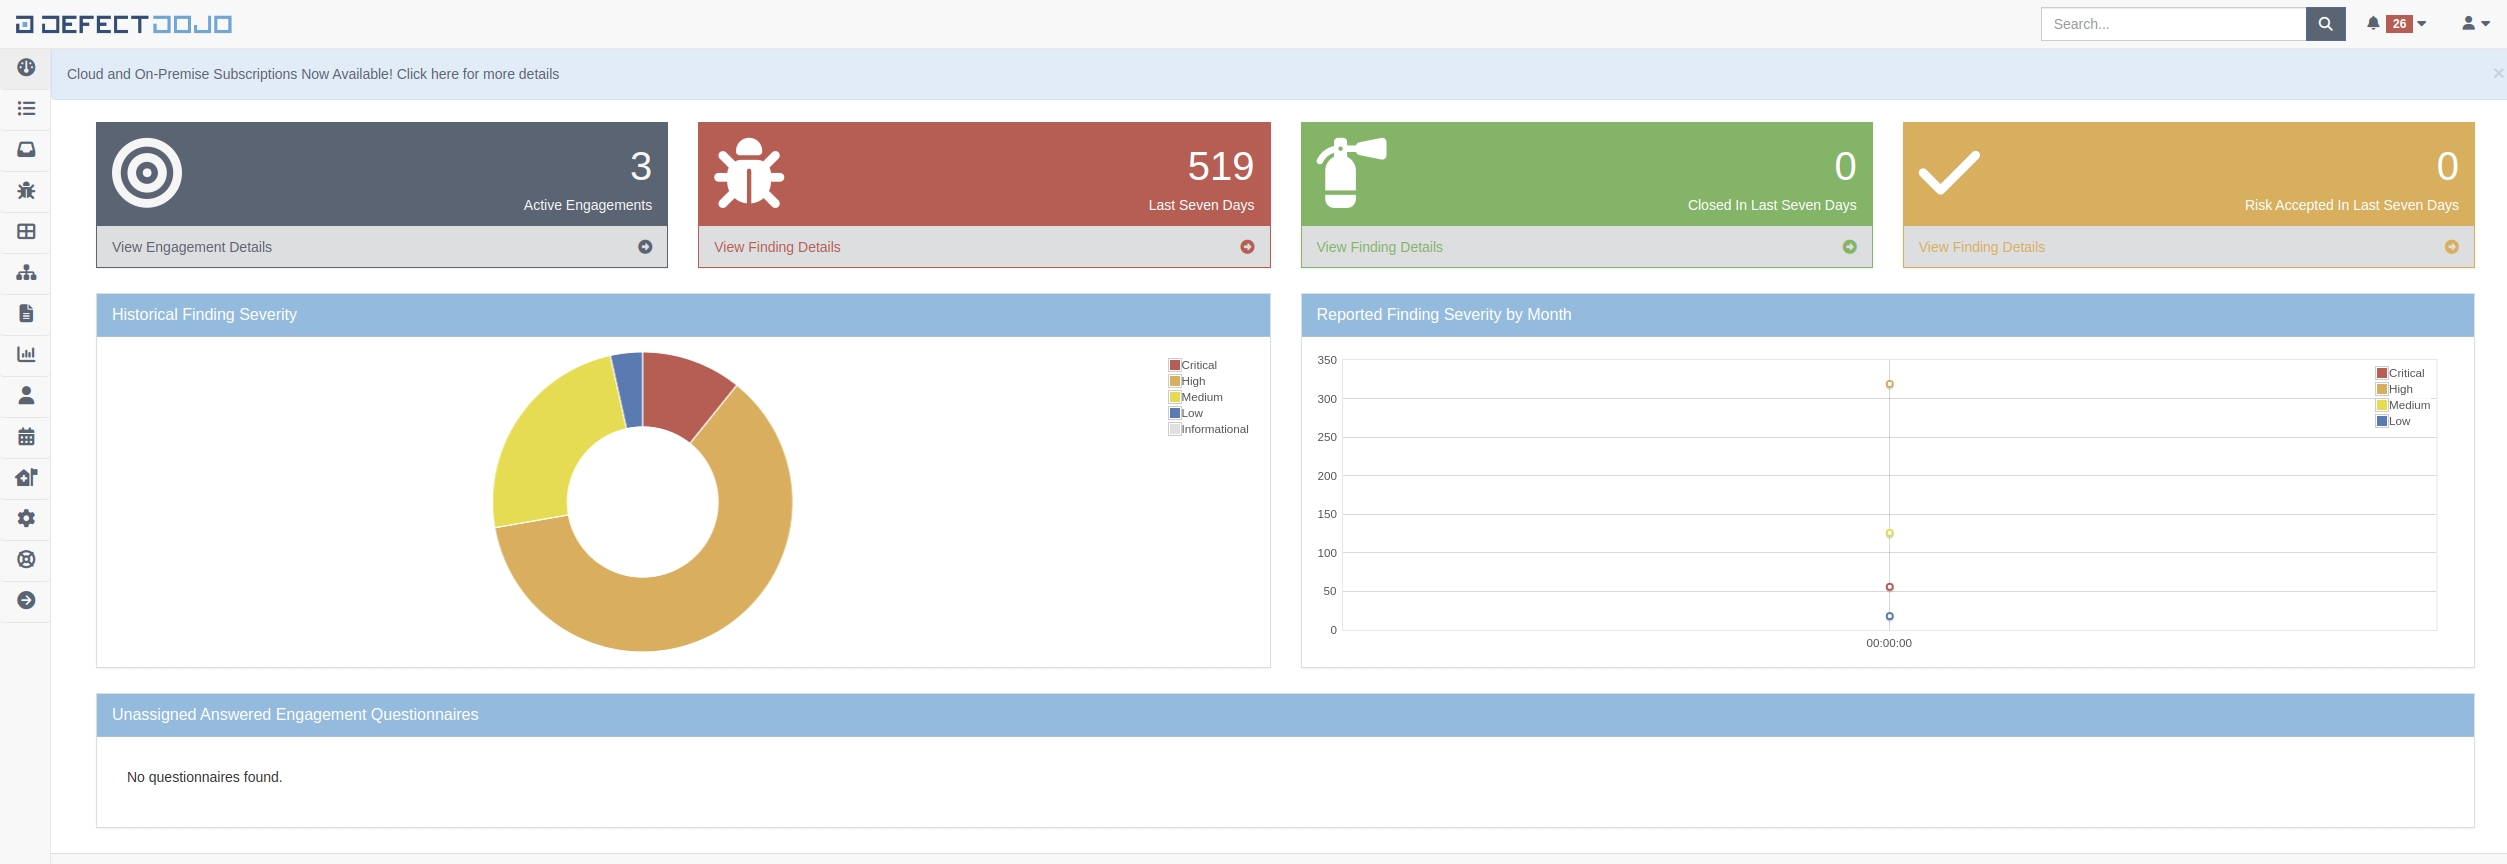 DEFECTDOJO
Search...
26
Cloud and On-Premise Subscriptions Now Available! Click here for more details
×
3
Active Engagements
View Engagement Details
519
Last Seven Days
View Finding Details
0
Closed In Last Seven Days
View Finding Details
0
Risk Accepted In Last Seven Days
View Finding Details
Historical Finding Severity
Critical
High
Medium
Low
Informational
Reported Finding Severity by Month
350
300
250
200
150
100
50
0
00:00:00
Critical
High
Medium
Low
Unassigned Answered Engagement Questionnaires
No questionnaires found.